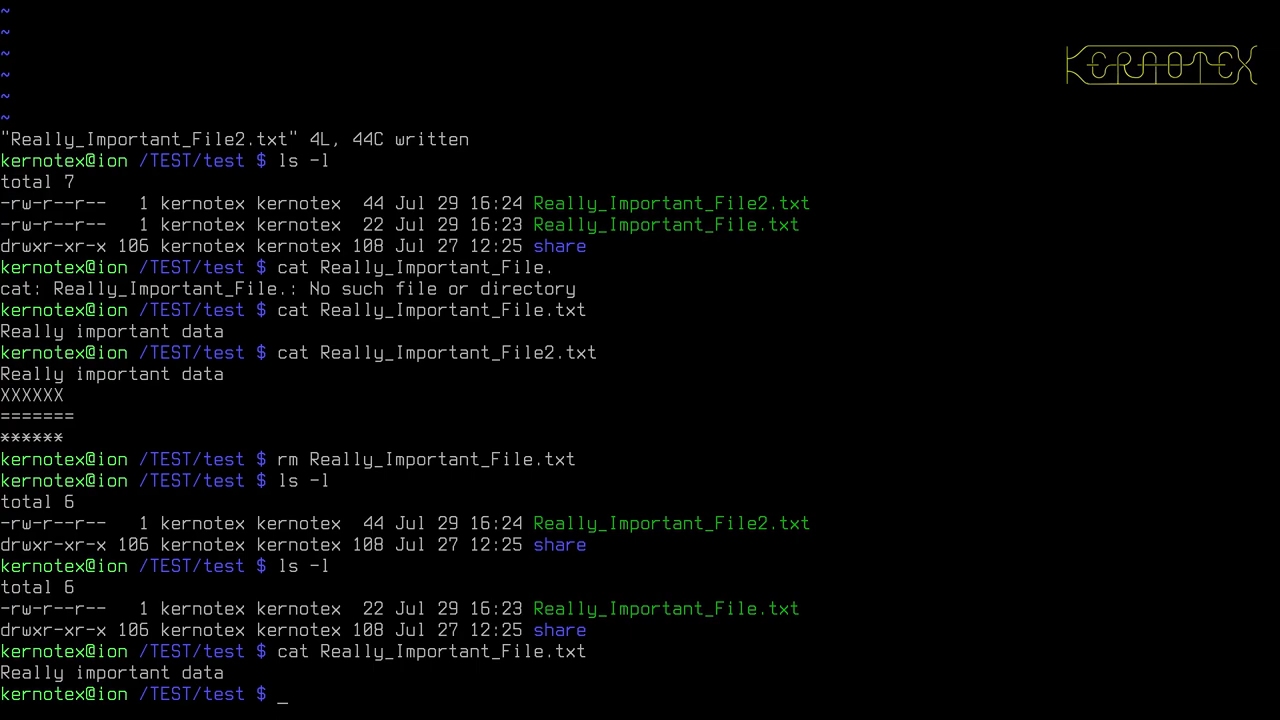 ~
~
~
KERNOTEX
~
~
~
"Really_Important_File2.txt" 4L, 44C written
kernotex@ion /TEST/test $ ls -l
total 7
-rw-r--r--   1 kernotex kernotex  44 Jul 29 16:24 Really_Important_File2.txt
-rw-r--r--   1 kernotex kernotex  22 Jul 29 16:23 Really_Important_File.txt
drwxr-xr-x 106 kernotex kernotex 108 Jul 27 12:25 share
kernotex@ion /TEST/test $ cat Really_Important_File.
cat: Really_Important_File.: No such file or directory
kernotex@ion /TEST/test $ cat Really_Important_File.txt
Really important data
kernotex@ion /TEST/test $ cat Really_Important_File2.txt
Really important data
XXXXXX
=======
******
kernotex@ion /TEST/test $ rm Really_Important_File.txt
kernotex@ion /TEST/test $ ls -l
total 6
-rw-r--r--   1 kernotex kernotex  44 Jul 29 16:24 Really_Important_File2.txt
drwxr-xr-x 106 kernotex kernotex 108 Jul 27 12:25 share
kernotex@ion /TEST/test $ ls -l
total 6
-rw-r--r--   1 kernotex kernotex  22 Jul 29 16:23 Really_Important_File.txt
drwxr-xr-x 106 kernotex kernotex 108 Jul 27 12:25 share
kernotex@ion /TEST/test $ cat Really_Important_File.txt
Really important data
kernotex@ion /TEST/test $ _